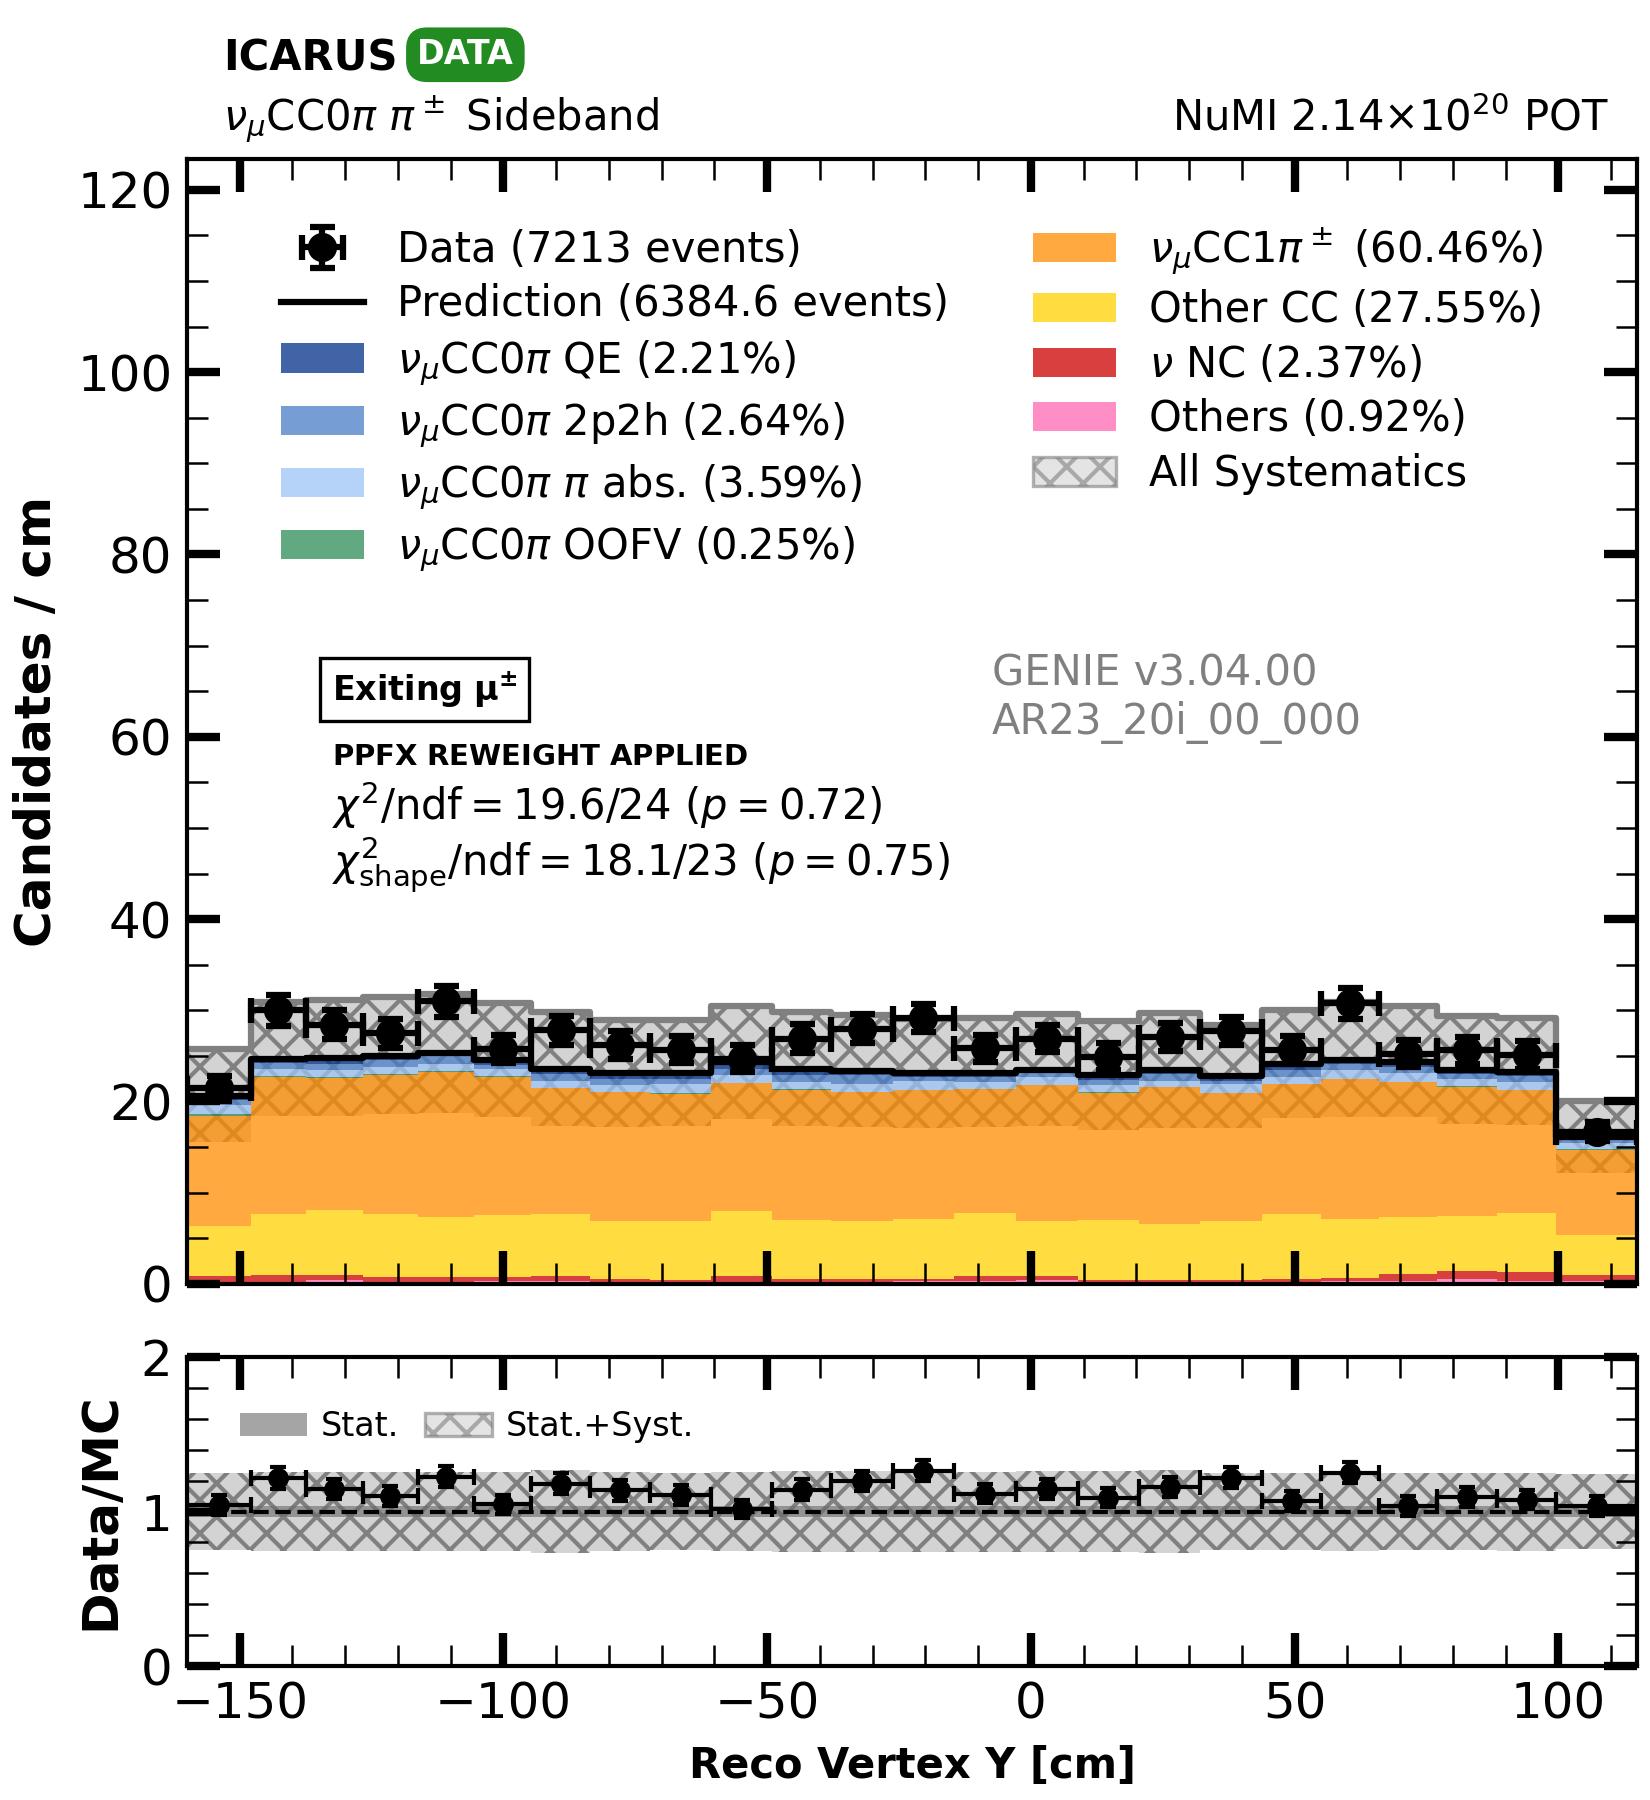 ICARUS DATA
νμCC0π π± Sideband
NuMI 2.14×10²⁰ POT
120
100
80
60
40
20
0
Candidates / cm
Data (7213 events)
Prediction (6384.6 events)
νμCC0π QE (2.21%)
νμCC0π 2p2h (2.64%)
νμCC0π π abs. (3.59%)
νμCC0π OOFV (0.25%)
νμCC1π± (60.46%)
Other CC (27.55%)
ν NC (2.37%)
Others (0.92%)
All Systematics
Exiting μ±
PPFX REWEIGHT APPLIED
χ²/ndf = 19.6/24 (p = 0.72)
χ²shape/ndf = 18.1/23 (p = 0.75)
GENIE v3.04.00
AR23_20i_00_000
2
1
0
Data/MC
Stat.
Stat.+Syst.
−150 −100 −50 0 50 100
Reco Vertex Y [cm]